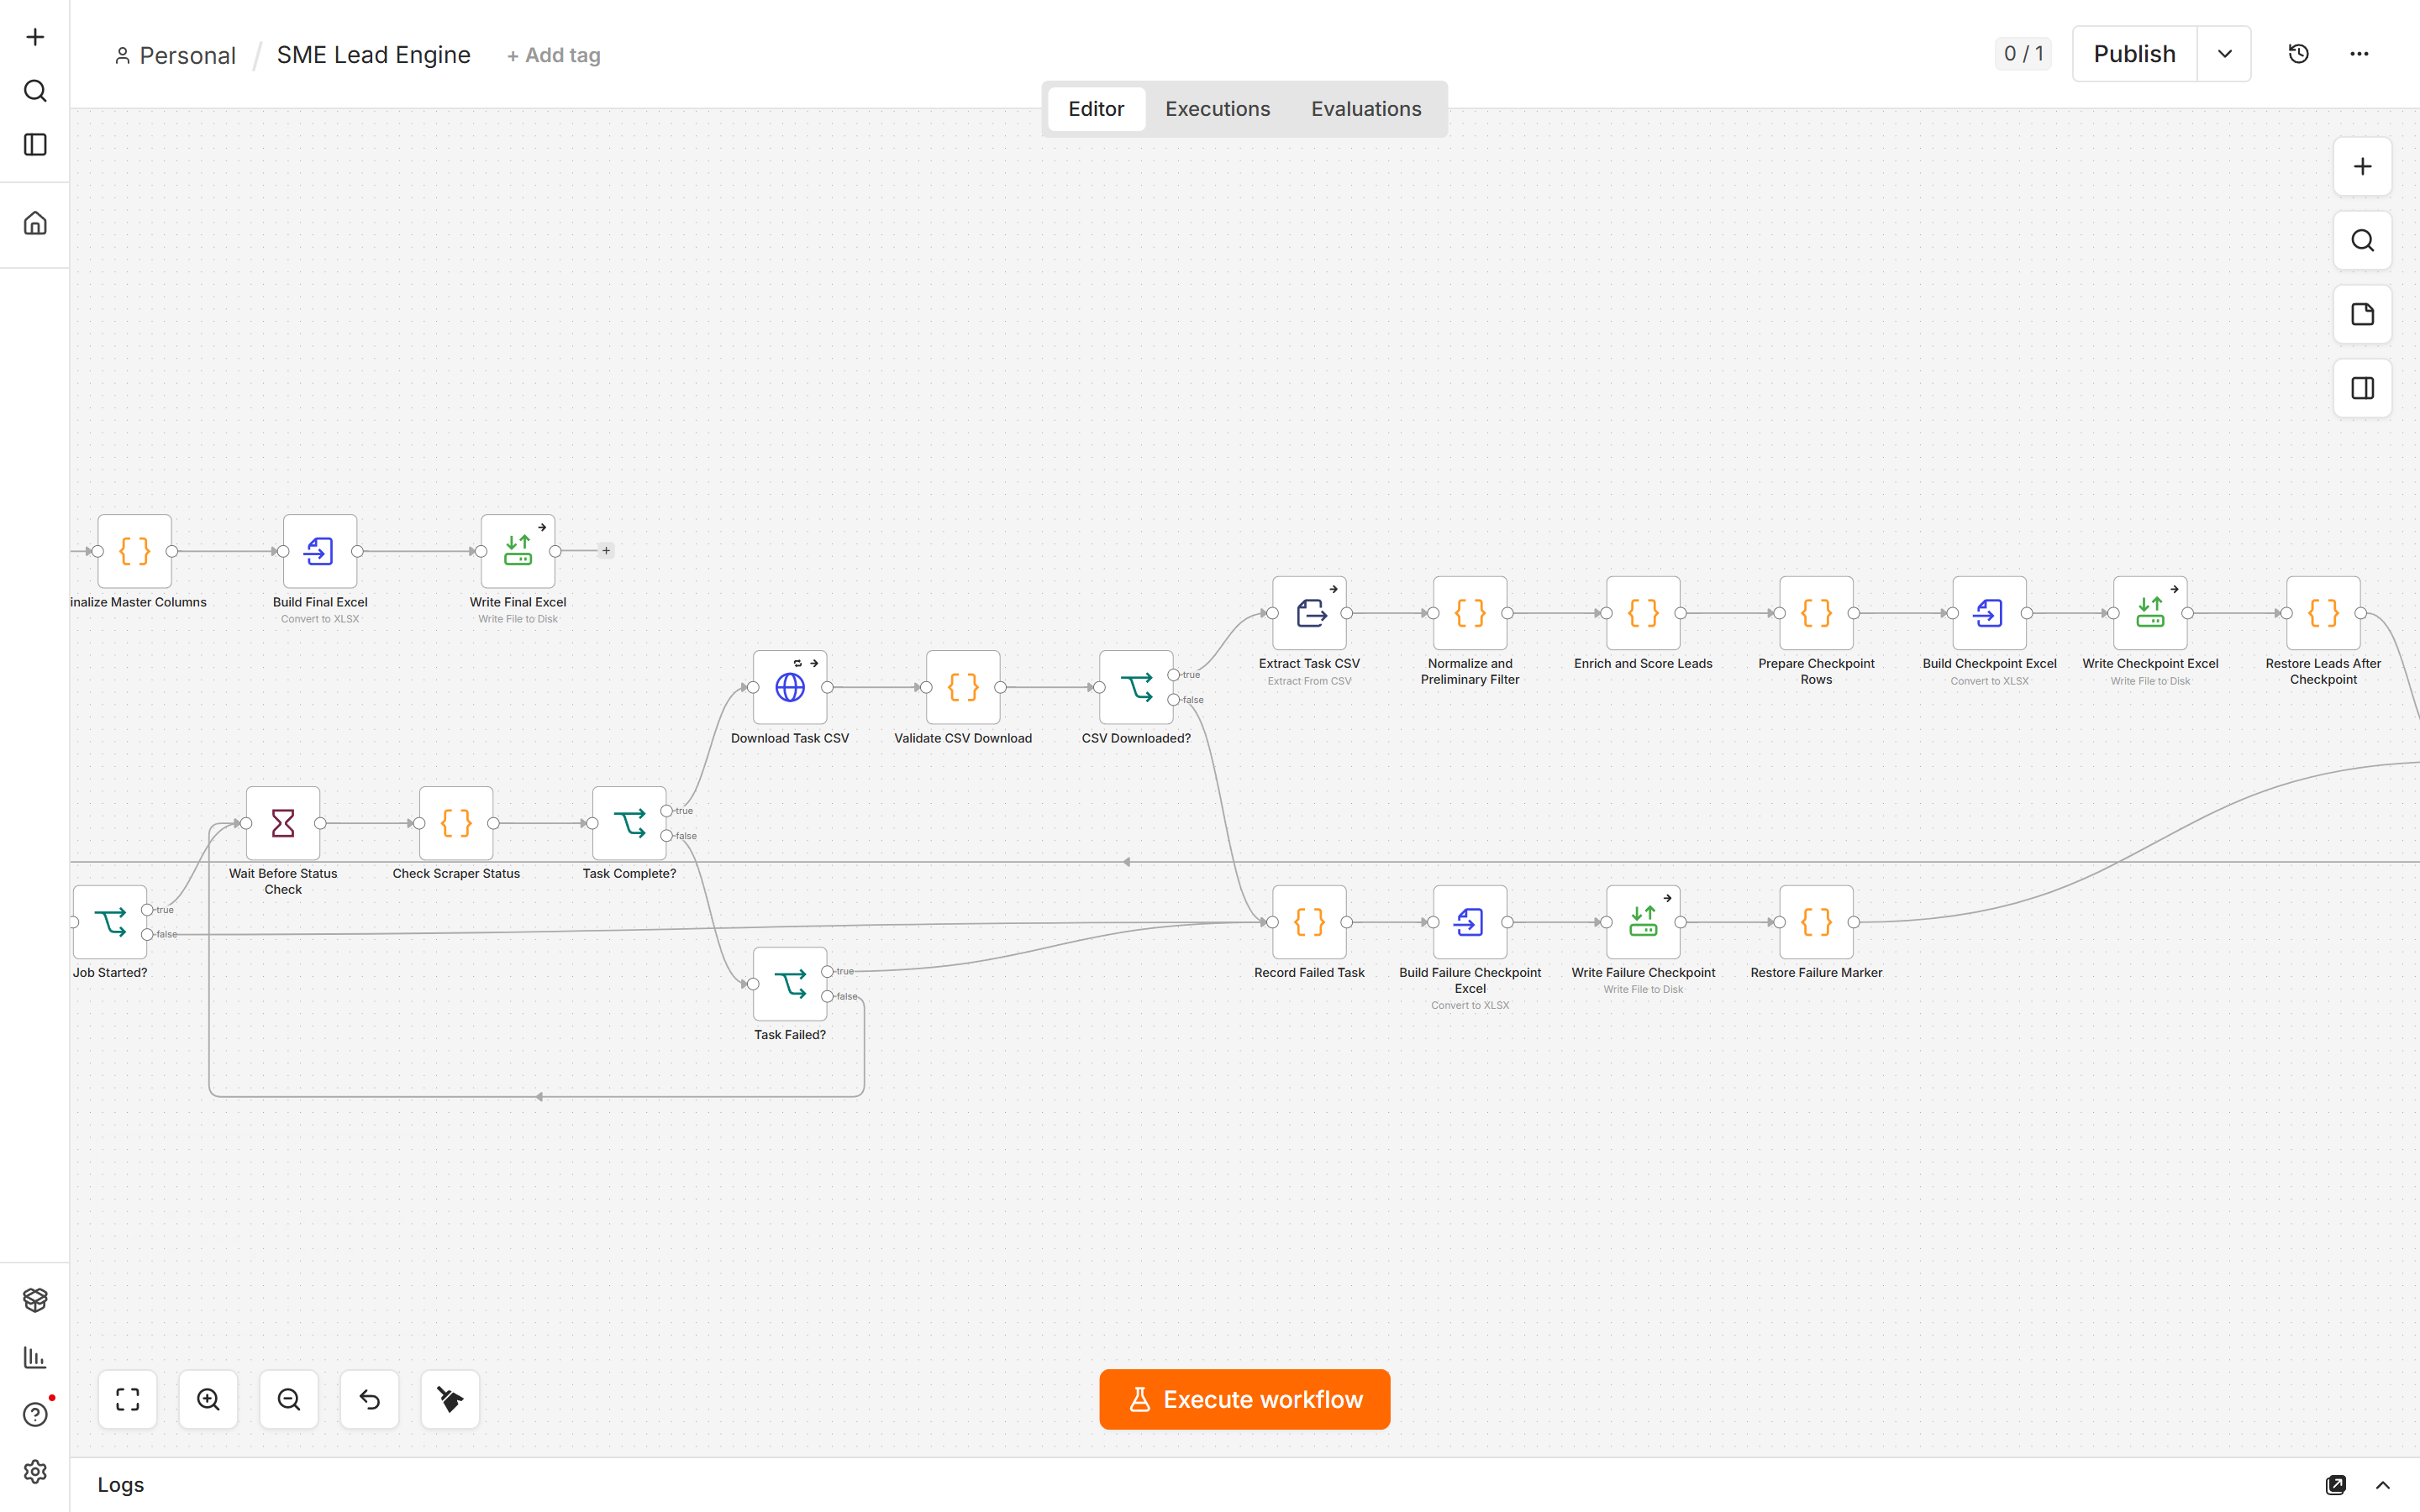 Personal / SME Lead Engine + Add tag
0 / 1
Publish
Editor Executions Evaluations
inalize Master Columns
Build Final Excel
Convert to XLSX
Write Final Excel
Write File to Disk
Extract Task CSV
Extract From CSV
Normalize and
Preliminary Filter
Enrich and Score Leads
Prepare Checkpoint
Rows
Build Checkpoint Excel
Convert to XLSX
Write Checkpoint Excel
Write File to Disk
Restore Leads After
Checkpoint
Download Task CSV
Validate CSV Download
true
false
CSV Downloaded?
Wait Before Status
Check
Check Scraper Status
true
false
Task Complete?
true
false
Job Started?
true
false
Task Failed?
Record Failed Task
Build Failure Checkpoint
Excel
Convert to XLSX
Write Failure Checkpoint
Write File to Disk
Restore Failure Marker
Execute workflow
Logs